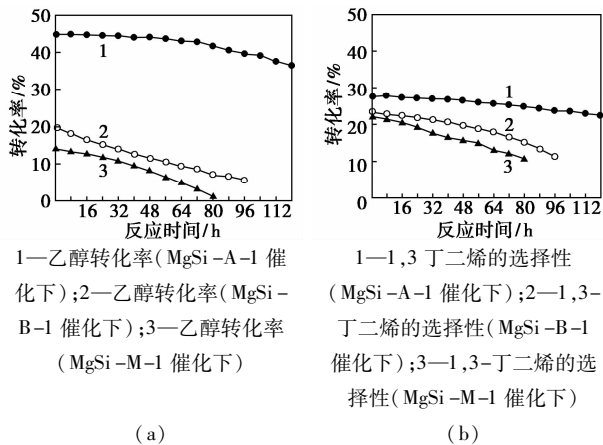 50
40
30
20
10
0
转化率/%
1
2
3
16 32 48 64 80 96 112
反应时间/h
1—乙醇转化率(MgSi-A-1 催
化下);2—乙醇转化率(MgSi-
B-1 催化下);3—乙醇转化率
(MgSi-M-1 催化下)
(a)
50
40
30
20
10
0
转化率/%
1
2
3
16 32 48 64 80 96 112
反应时间/h
1—1,3 丁二烯的选择性
(MgSi-A-1 催化下);2—1,3-
丁二烯的选择性(MgSi-B-1
催化下);3—1,3-丁二烯的选
择性(MgSi-M-1 催化下)
(b)